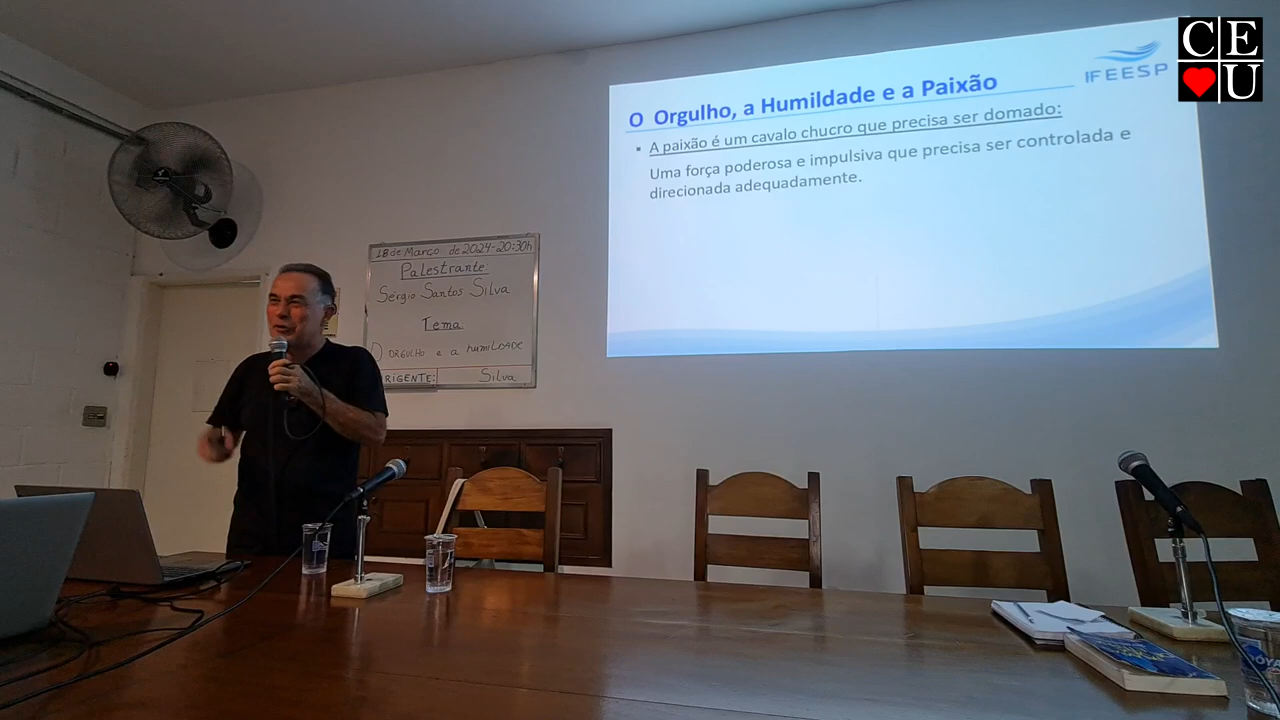 CE
U
IFEESP
O Orgulho, a Humildade e a Paixão
▪ A paixão é um cavalo chucro que precisa ser domado:
Uma força poderosa e impulsiva que precisa ser controlada e
direcionada adequadamente.
18 de Março de 2024-20:30h
Palestrante
Sérgio Santos Silva
Tema
O ORGULHO e a humiLDADE
RIGENTE: Silva